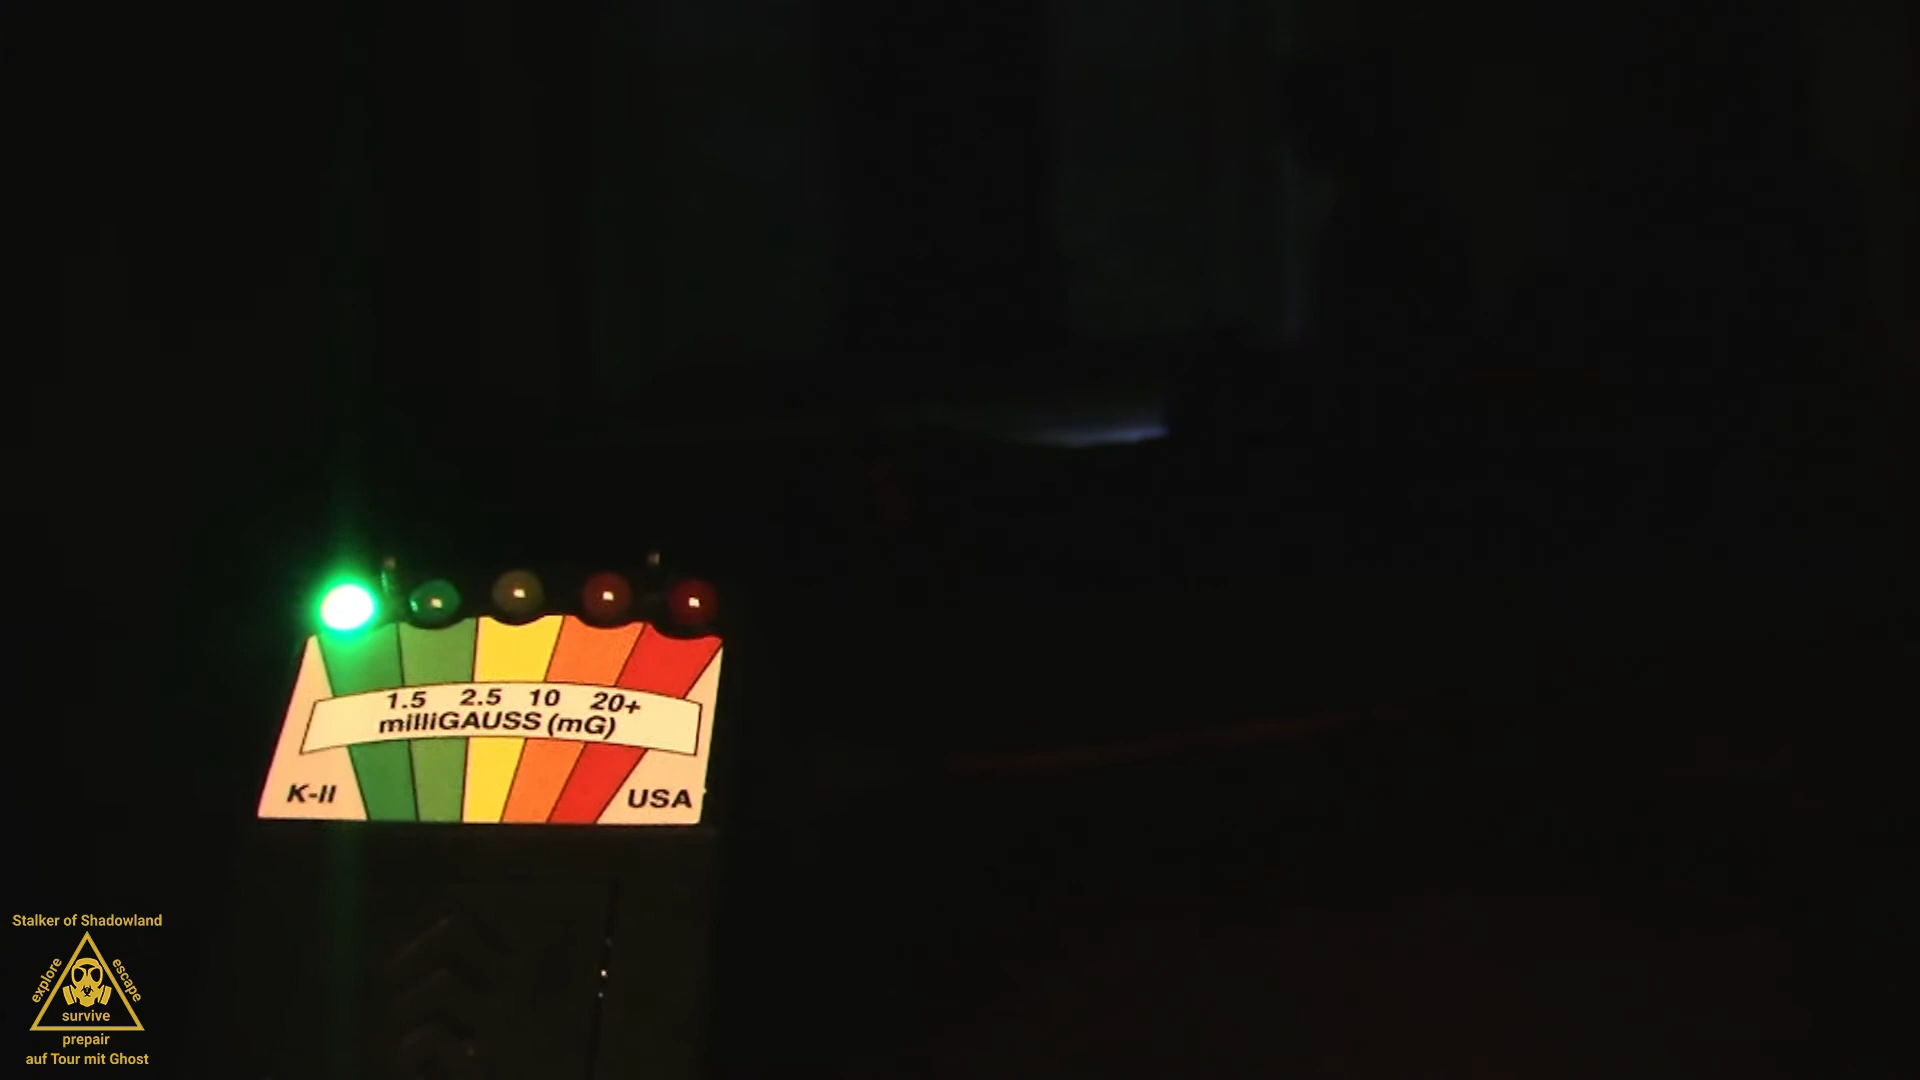 1.5 2.5 10 20+
milliGAUSS (mG)
K-II USA
Stalker of Shadowland
explore escape
survive
prepair
auf Tour mit Ghost